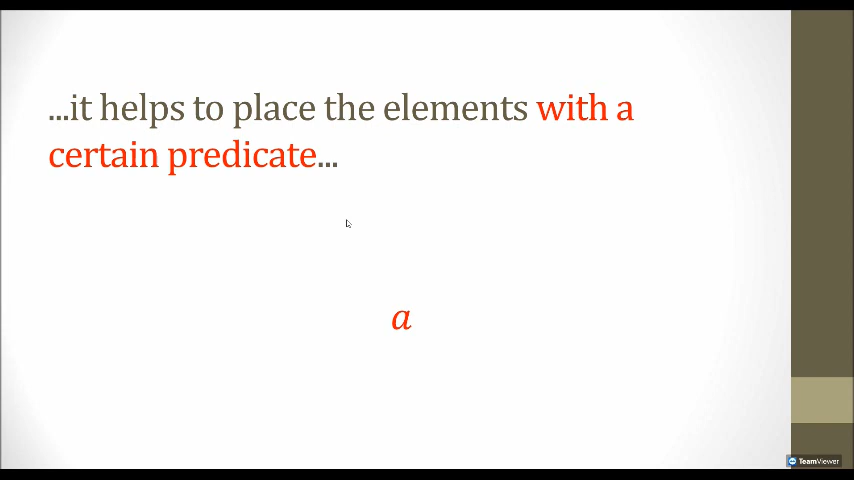 ...it helps to place the elements with a
certain predicate...
a
TeamViewer